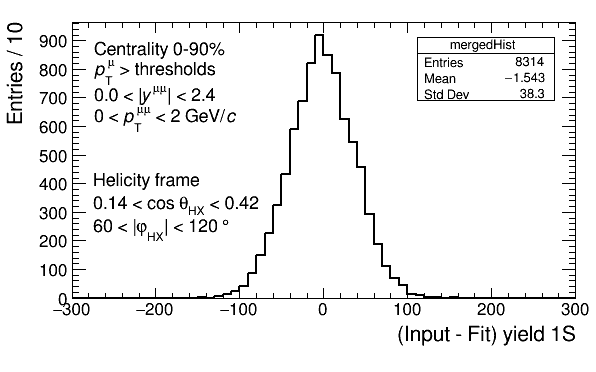 Entries / 10
900
800
700
600
500
400
300
200
100
0
Centrality 0-90%
p_T^μ > thresholds
0.0 < |y^μμ| < 2.4
0 < p_T^μμ < 2 GeV/c
Helicity frame
0.14 < cos θ_HX < 0.42
60 < |φ_HX| < 120 °
mergedHist
Entries 8314
Mean −1.543
Std Dev 38.3
−300 −200 −100 0 100 200 300
(Input - Fit) yield 1S